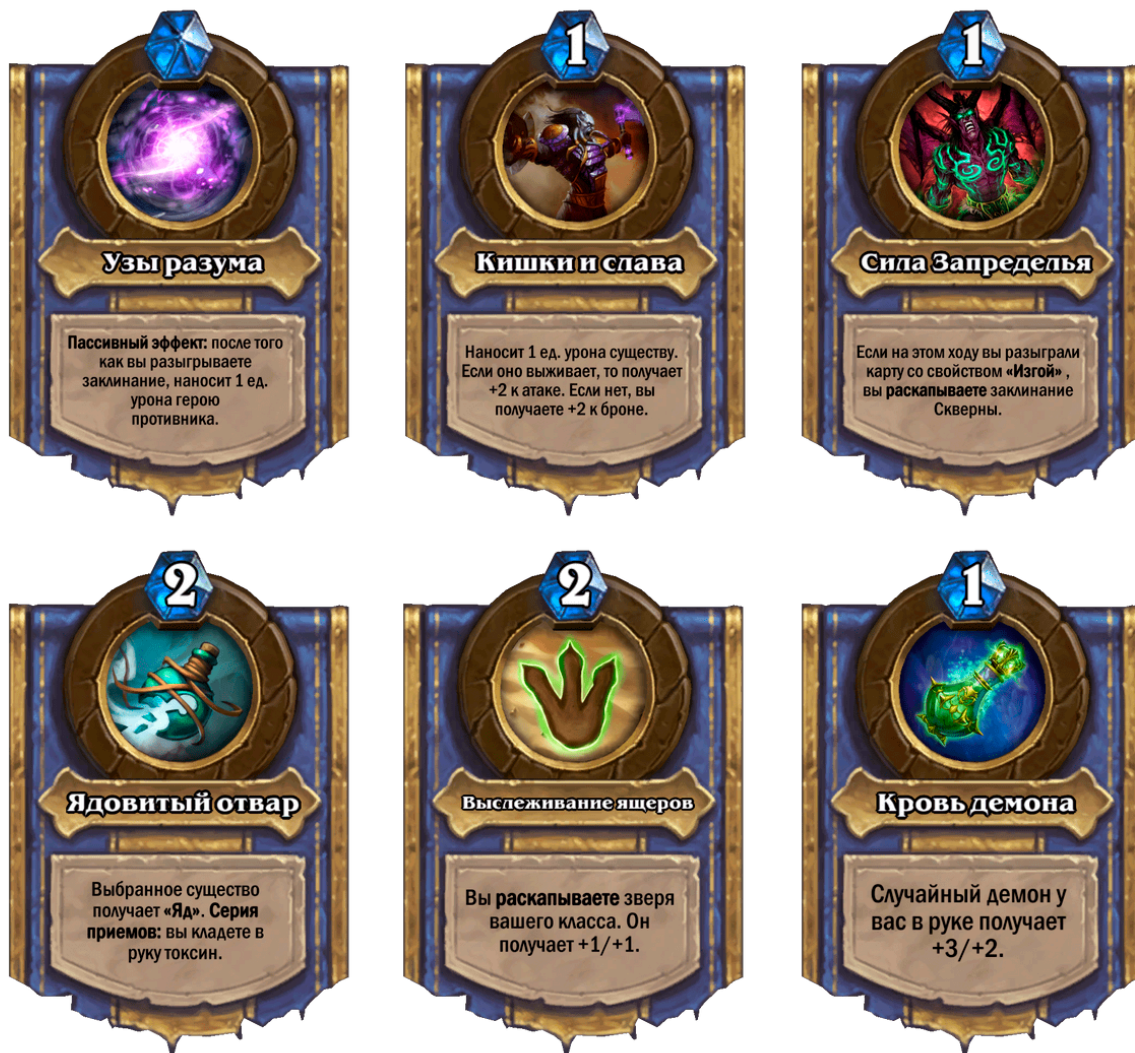 1
1
Узы разума
Кишки и слава
Сила Запределья
Пассивный эффект: после того
как вы разыгрываете
заклинание, наносит 1 ед.
урона герою
противника.
Наносит 1 ед. урона существу.
Если оно выживает, то получает
+2 к атаке. Если нет, вы
получаете +2 к броне.
Если на этом ходу вы разыграли
карту со свойством «Изгой» ,
вы раскапываете заклинание
Скверны.
2
2
1
Ядовитый отвар
Выслеживание ящеров
Кровь демона
Выбранное существо
получает «Яд». Серия
приемов: вы кладете в
руку токсин.
Вы раскапываете зверя
вашего класса. Он
получает +1/+1.
Случайный демон у
вас в руке получает
+3/+2.